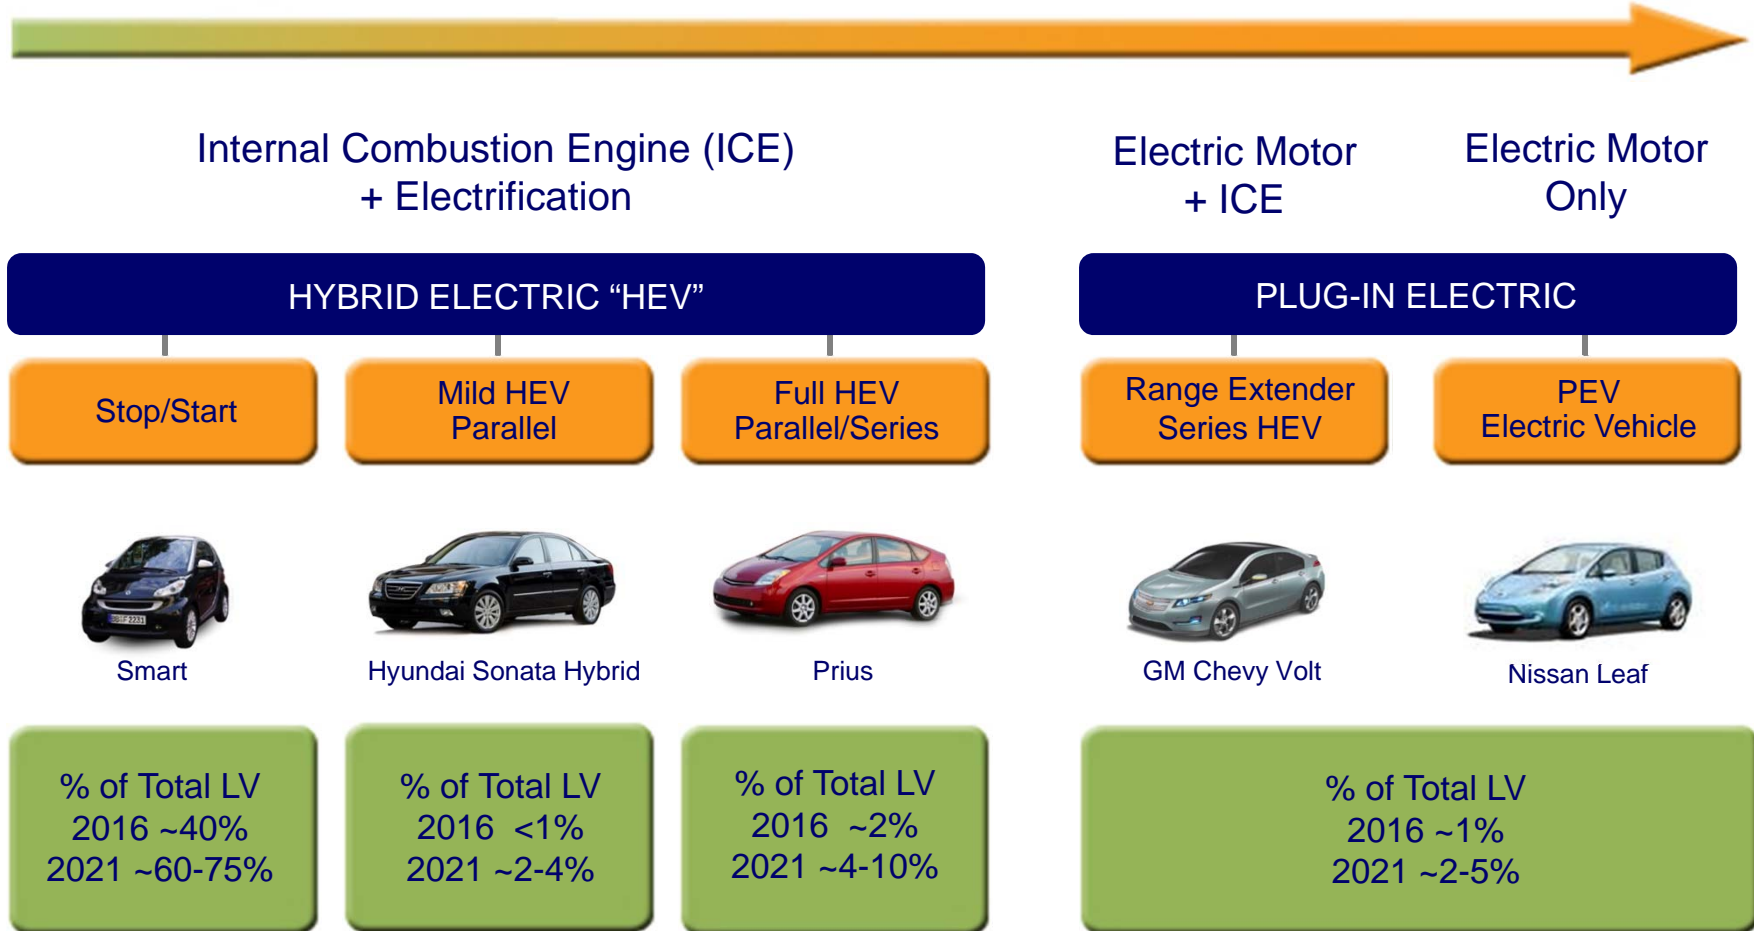 Internal Combustion Engine (ICE)
+ Electrification
Electric Motor
+ ICE
Electric Motor
Only
HYBRID ELECTRIC “HEV”
PLUG-IN ELECTRIC
Stop/Start
Mild HEV
Parallel
Full HEV
Parallel/Series
Range Extender
Series HEV
PEV
Electric Vehicle
Smart
Hyundai Sonata Hybrid
Prius
GM Chevy Volt
Nissan Leaf
% of Total LV
2016 ~40%
2021 ~60-75%
% of Total LV
2016 <1%
2021 ~2-4%
% of Total LV
2016 ~2%
2021 ~4-10%
% of Total LV
2016 ~1%
2021 ~2-5%